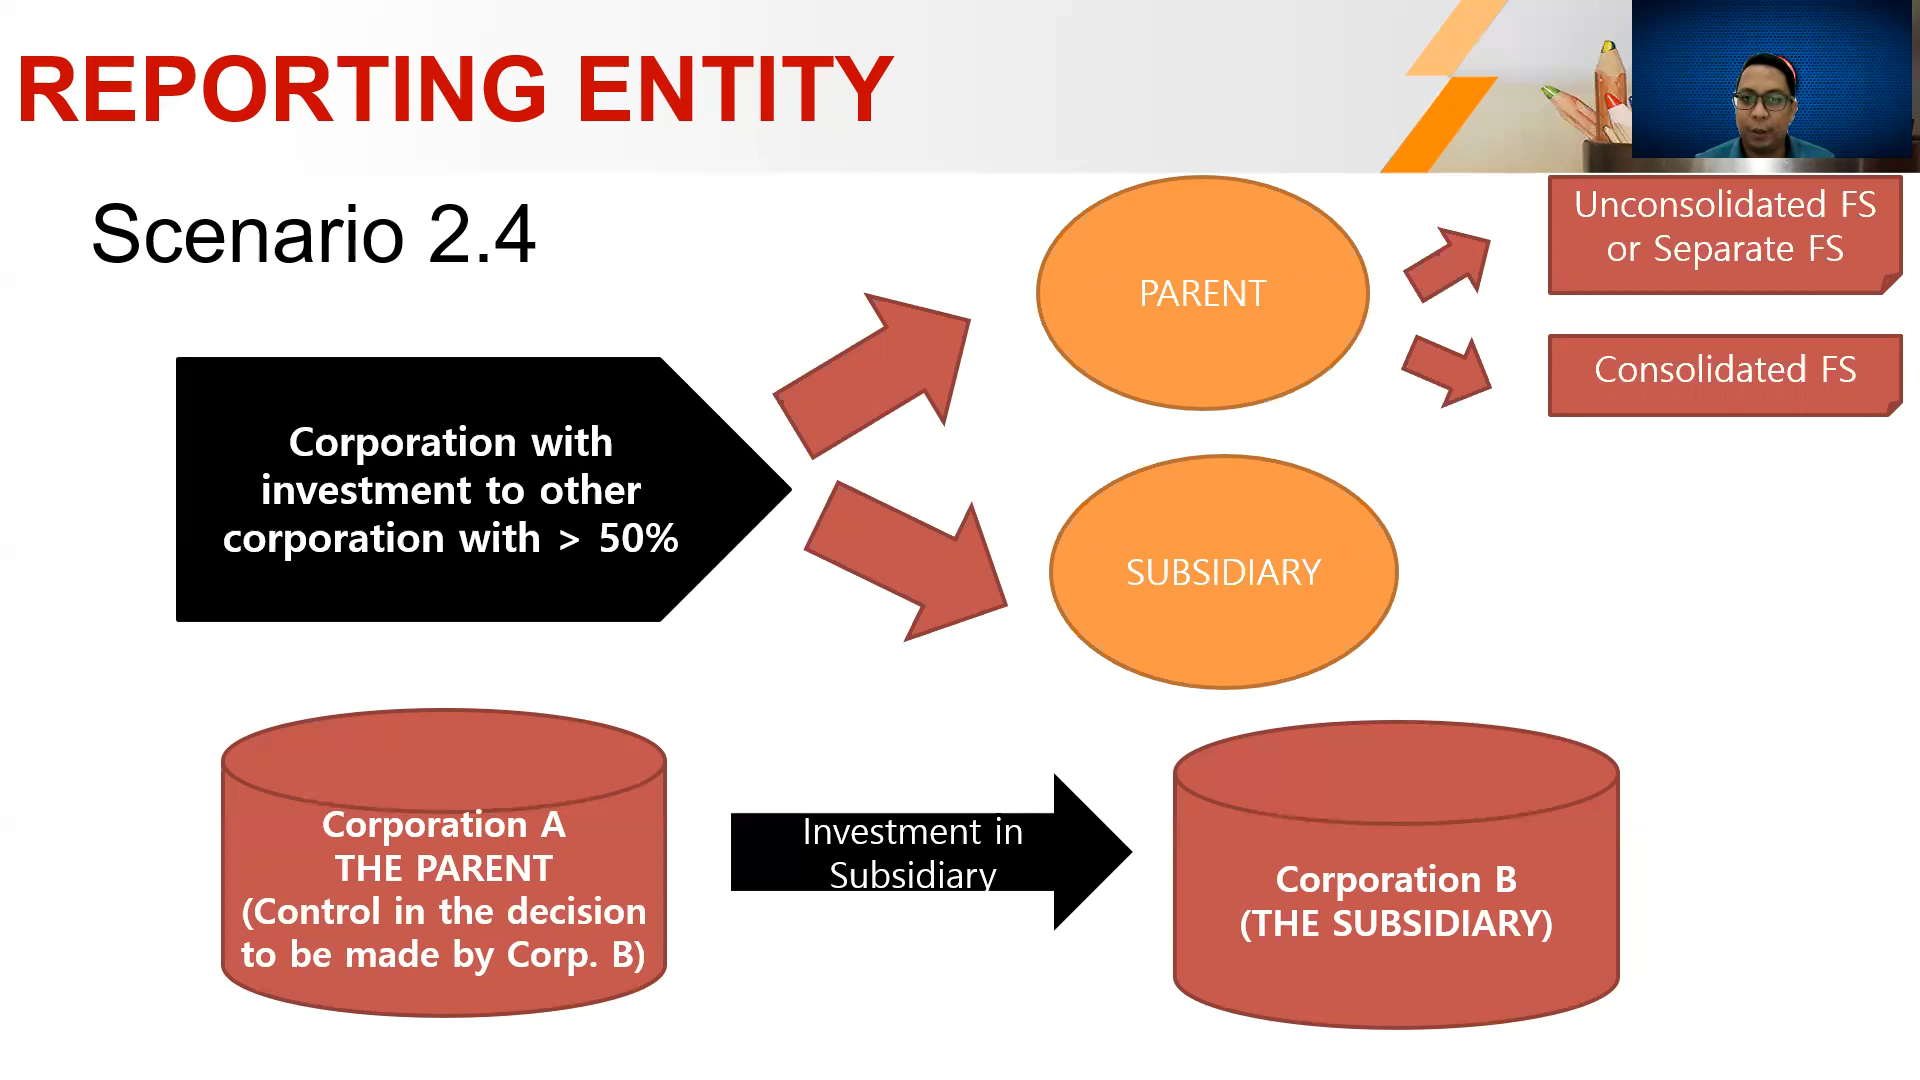 REPORTING ENTITY
Scenario 2.4
Corporation with
investment to other
corporation with > 50%
PARENT
Unconsolidated FS
or Separate FS
Consolidated FS
SUBSIDIARY
Corporation A
THE PARENT
(Control in the decision
to be made by Corp. B)
Investment in
Subsidiary
Corporation B
(THE SUBSIDIARY)